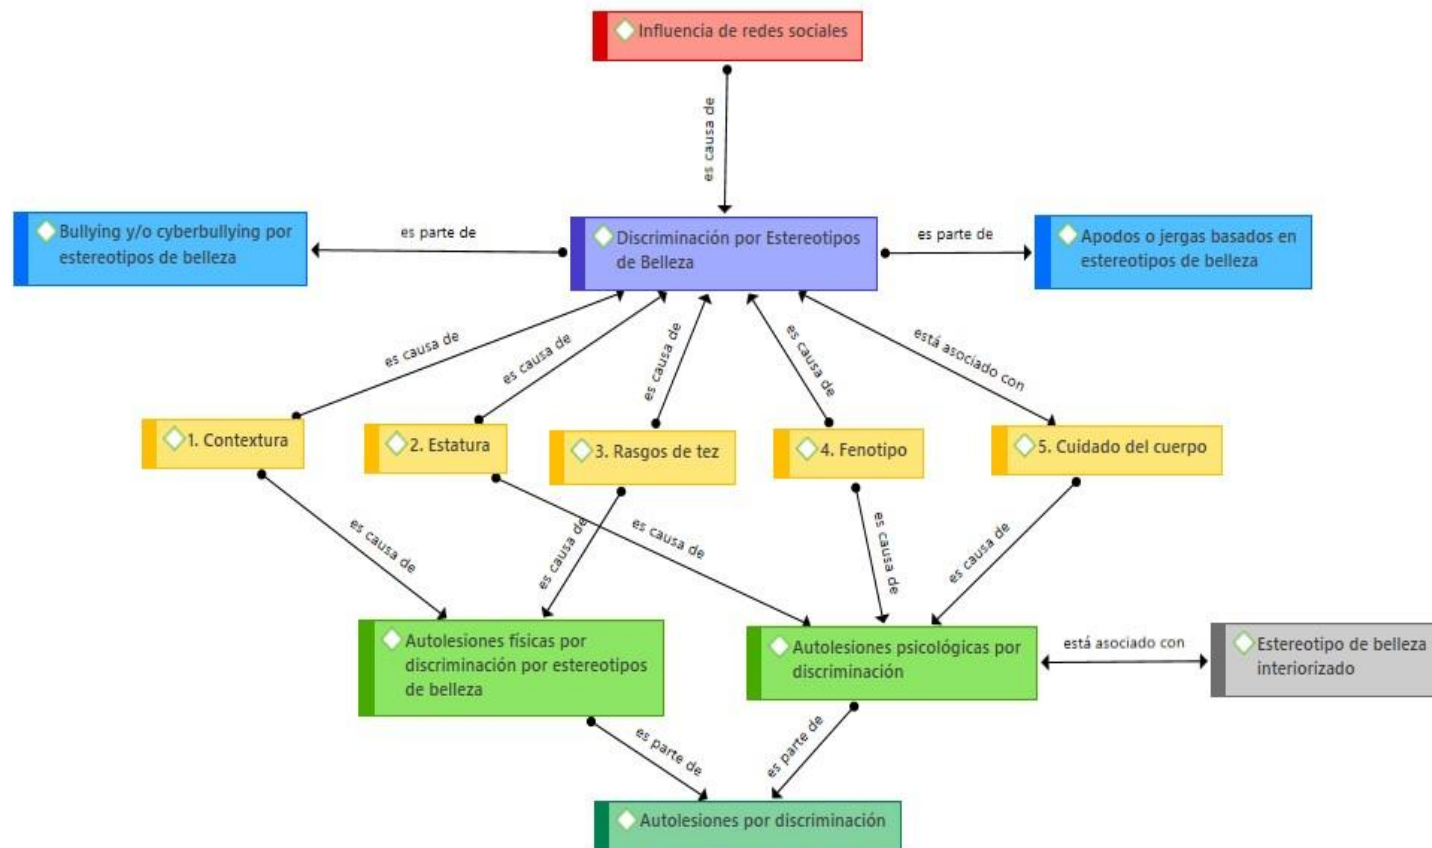 Influencia de redes sociales
es causa de
Bullying y/o cyberbullying por
estereotipos de belleza
es parte de
Discriminación por Estereotipos
de Belleza
es parte de
Apodos o jergas basados en
estereotipos de belleza
es causa de
es causa de
es causa de
es causa de
está asociado con
1. Contextura
2. Estatura
3. Rasgos de tez
4. Fenotipo
5. Cuidado del cuerpo
es causa de
es causa de
es causa de
es causa de
es causa de
Autolesiones físicas por
discriminación por estereotipos
de belleza
Autolesiones psicológicas por
discriminación
está asociado con
Estereotipo de belleza
interiorizado
es parte de
es parte de
Autolesiones por discriminación